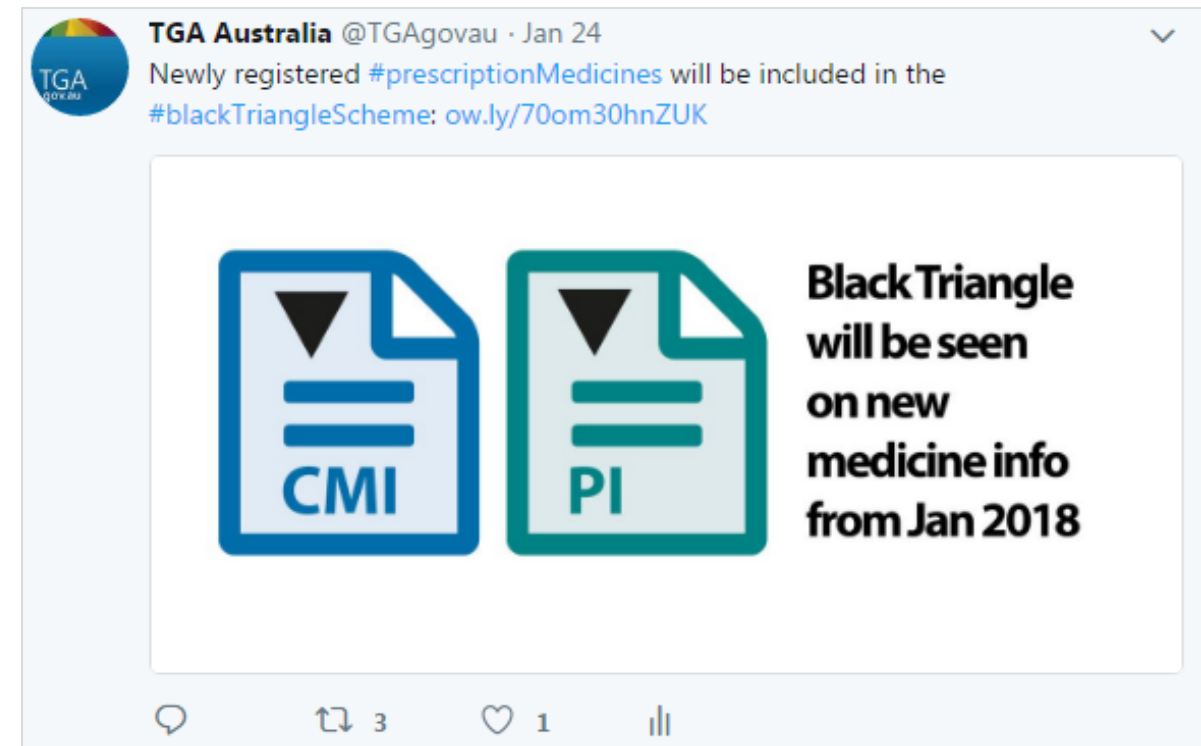 TGA Australia @TGAgovau · Jan 24
TGA
gov.au
Newly registered #prescriptionMedicines will be included in the
#blackTriangleScheme: ow.ly/70om30hnZUK
CMI
PI
Black Triangle
will be seen
on new
medicine info
from Jan 2018
3
1